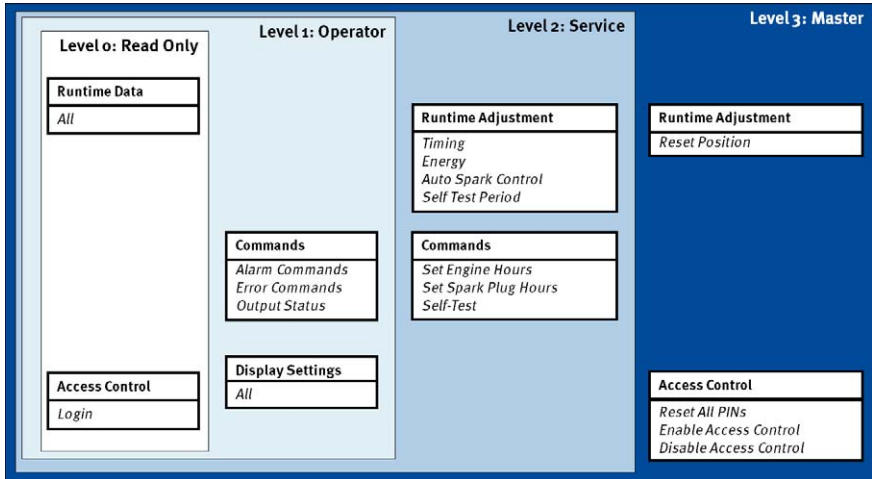 Level 0: Read Only
Runtime Data
All
Access Control
Login
Level 1: Operator
Commands
Alarm Commands
Error Commands
Output Status
Display Settings
All
Level 2: Service
Runtime Adjustment
Timing
Energy
Auto Spark Control
Self Test Period
Commands
Set Engine Hours
Set Spark Plug Hours
Self-Test
Level 3: Master
Runtime Adjustment
Reset Position
Access Control
Reset All PINs
Enable Access Control
Disable Access Control